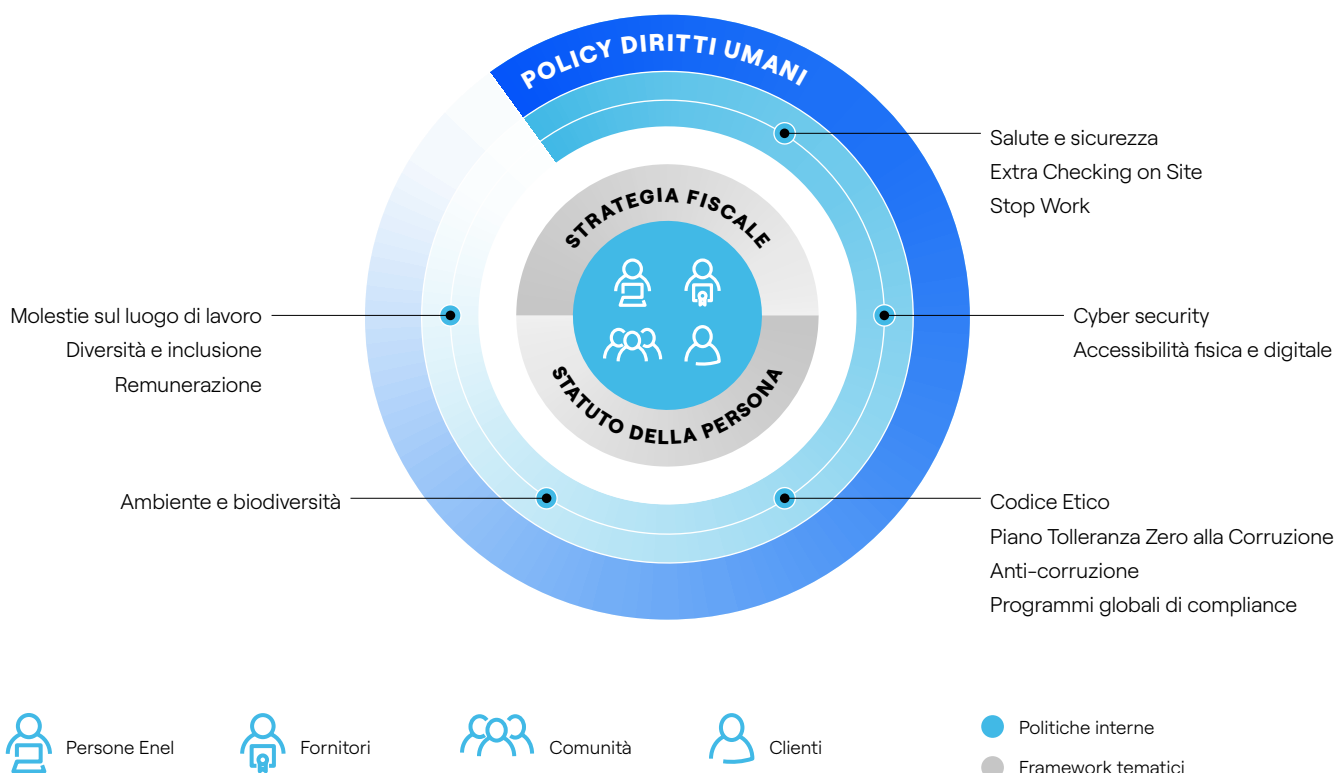 POLICY DIRITTI UMANI
Salute e sicurezza
Extra Checking on Site
Stop Work
STRATEGIA FISCALE
Molestie sul luogo di lavoro
Diversità e inclusione
Remunerazione
Cyber security
Accessibilità fisica e digitale
STATUTO DELLA PERSONA
Ambiente e biodiversità
Codice Etico
Piano Tolleranza Zero alla Corruzione
Anti-corruzione
Programmi globali di compliance
Persone Enel
Fornitori
Comunità
Clienti
Politiche interne
Framework tematici